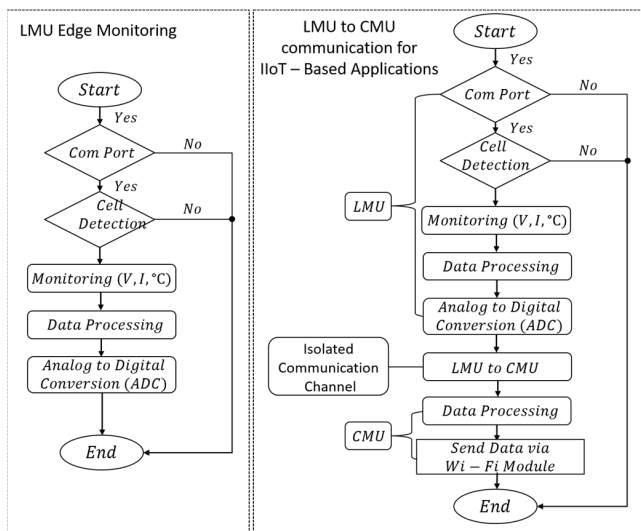 LMU Edge Monitoring
Start
Yes
Com Port
No
Yes
Cell
Detection
No
Monitoring (V, I, °C)
Data Processing
Analog to Digital
Conversion (ADC)
End
LMU to CMU
communication for
IIoT – Based Applications
Start
Yes
Com Port
No
Yes
Cell
Detection
No
LMU
Monitoring (V, I, °C)
Data Processing
Analog to Digital
Conversion (ADC)
Isolated
Communication
Channel
LMU to CMU
Data Processing
CMU
Send Data via
Wi – Fi Module
End